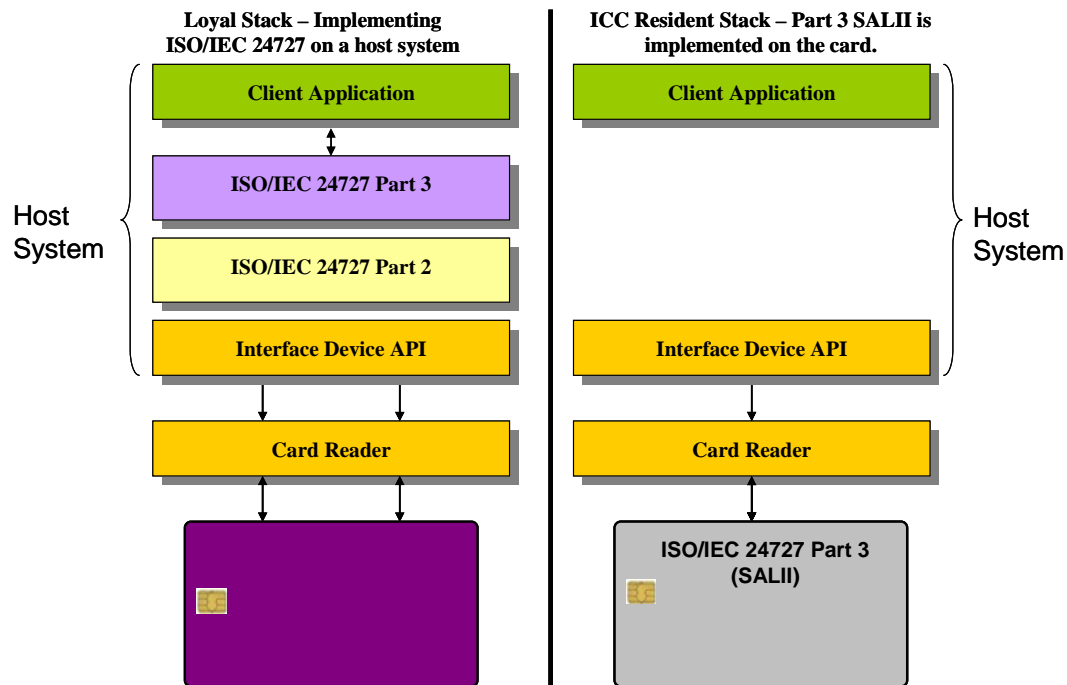 Loyal Stack – Implementing
ISO/IEC 24727 on a host system
Client Application
ISO/IEC 24727 Part 3
ISO/IEC 24727 Part 2
Interface Device API
Host
System
Card Reader
ICC Resident Stack – Part 3 SALII is
implemented on the card.
Client Application
Interface Device API
Host
System
Card Reader
ISO/IEC 24727 Part 3
(SALII)